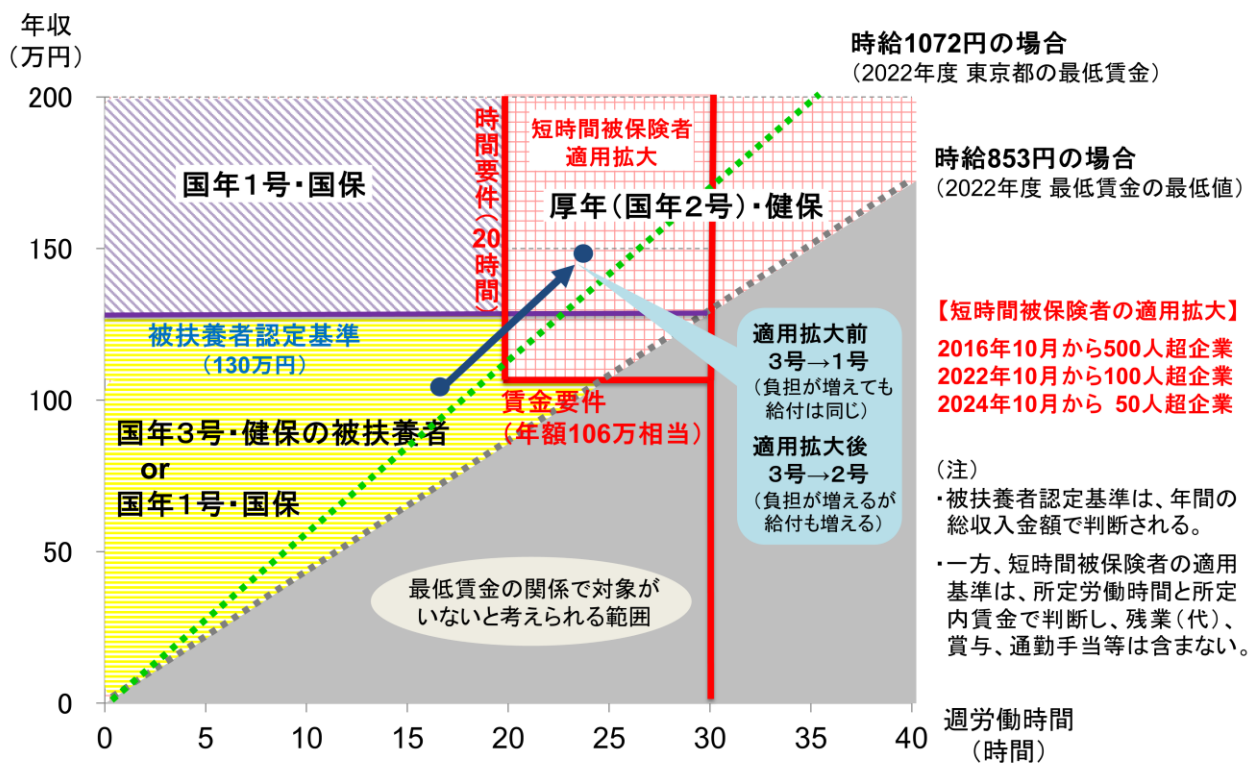 年収
（万円）
200
150
100
50
0
0
5
10
15
20
25
30
35
40
週労働時間
（時間）
国年１号・国保
時間要件（20時間）
短時間被保険者
適用拡大
厚年（国年２号）・健保
被扶養者認定基準
（130万円）
賃金要件
（年額106万相当）
国年３号・健保の被扶養者
or
国年１号・国保
最低賃金の関係で対象が
いないと考えられる範囲
適用拡大前
３号→１号
（負担が増えても
給付は同じ）
適用拡大後
３号→２号
（負担が増えるが
給付も増える）
時給1072円の場合
（2022年度 東京都の最低賃金）
時給853円の場合
（2022年度 最低賃金の最低値）
【短時間被保険者の適用拡大】
2016年10月から500人超企業
2022年10月から100人超企業
2024年10月から 50人超企業
（注）
・被扶養者認定基準は、年間の
総収入金額で判断される。
・一方、短時間被保険者の適用
基準は、所定労働時間と所定
内賃金で判断し、残業（代）、
賞与、通勤手当等は含まない。